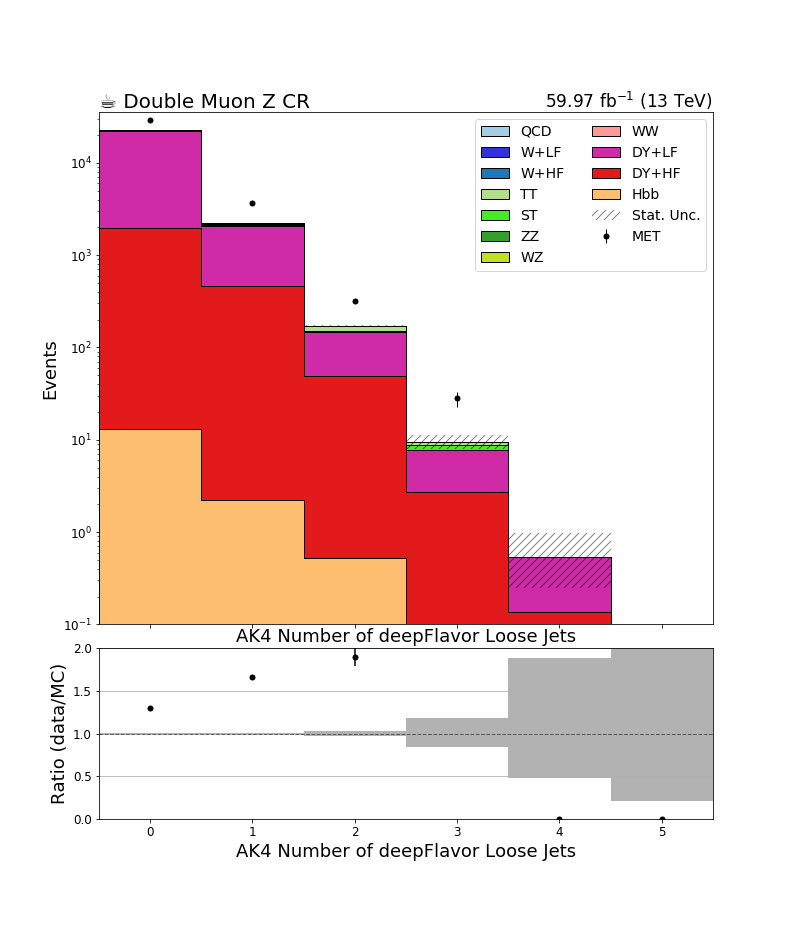 ☕ Double Muon Z CR
59.97 fb⁻¹ (13 TeV)
QCD
W+LF
W+HF
TT
ST
ZZ
WZ
WW
DY+LF
DY+HF
Hbb
Stat. Unc.
MET
Events
10⁴
10³
10²
10¹
10⁰
10⁻¹
AK4 Number of deepFlavor Loose Jets
Ratio (data/MC)
2.0
1.5
1.0
0.5
0.0
0 1 2 3 4 5
AK4 Number of deepFlavor Loose Jets